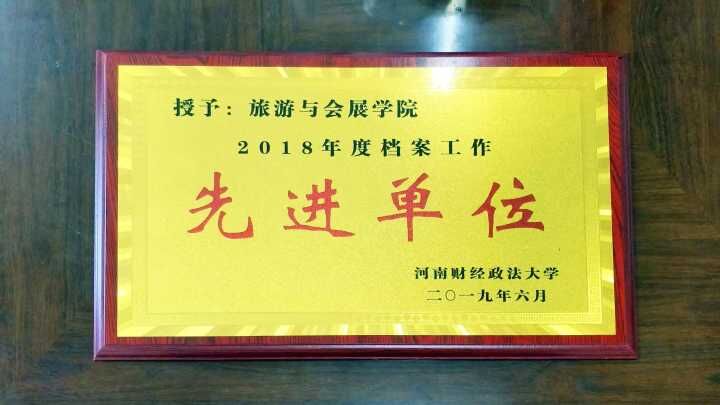 授予：旅游与会展学院
2018年度档案工作
先进单位
河南财经政法大学
二〇一九年六月